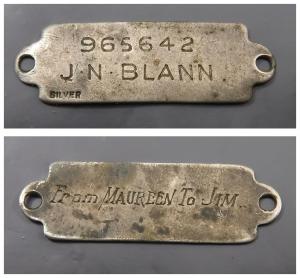 965642
J·N·BLANN
SILVER
From MAUREEN To JIM